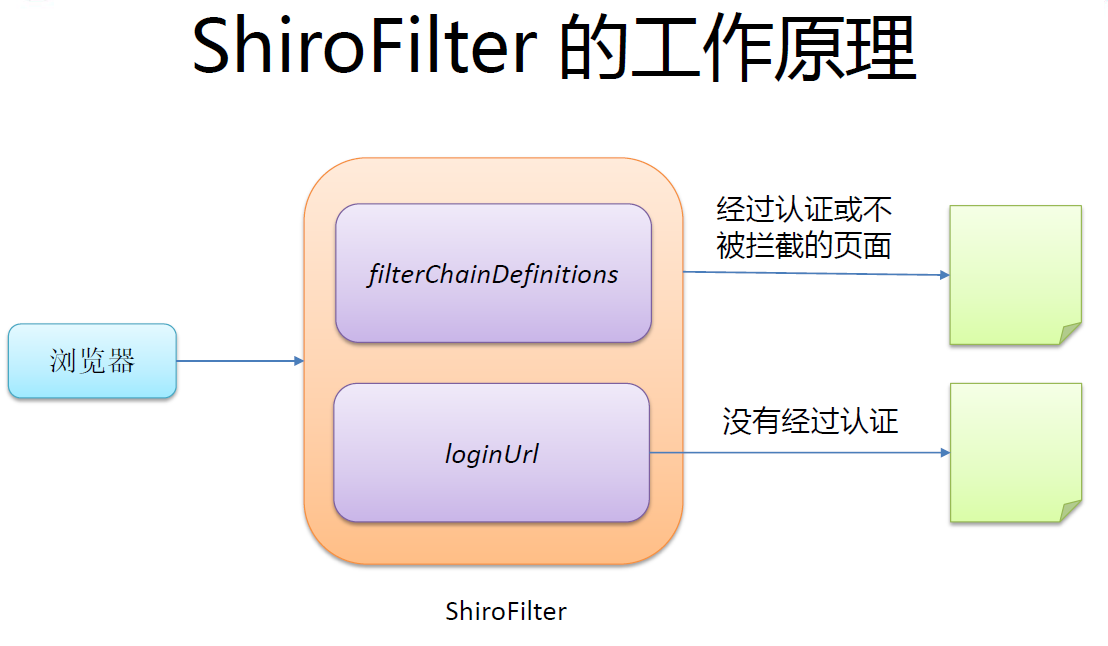 ShiroFilter 的工作原理
经过认证或不
被拦截的页面
filterChainDefinitions
浏览器
没有经过认证
loginUrl
ShiroFilter